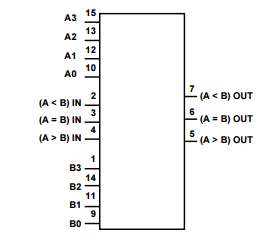 A3 15
A2 13
A1 12
A0 10
(A < B) IN 2
(A = B) IN 3
(A > B) IN 4
7 (A < B) OUT
6 (A = B) OUT
5 (A > B) OUT
B3 1
B2 14
B1 11
B0 9